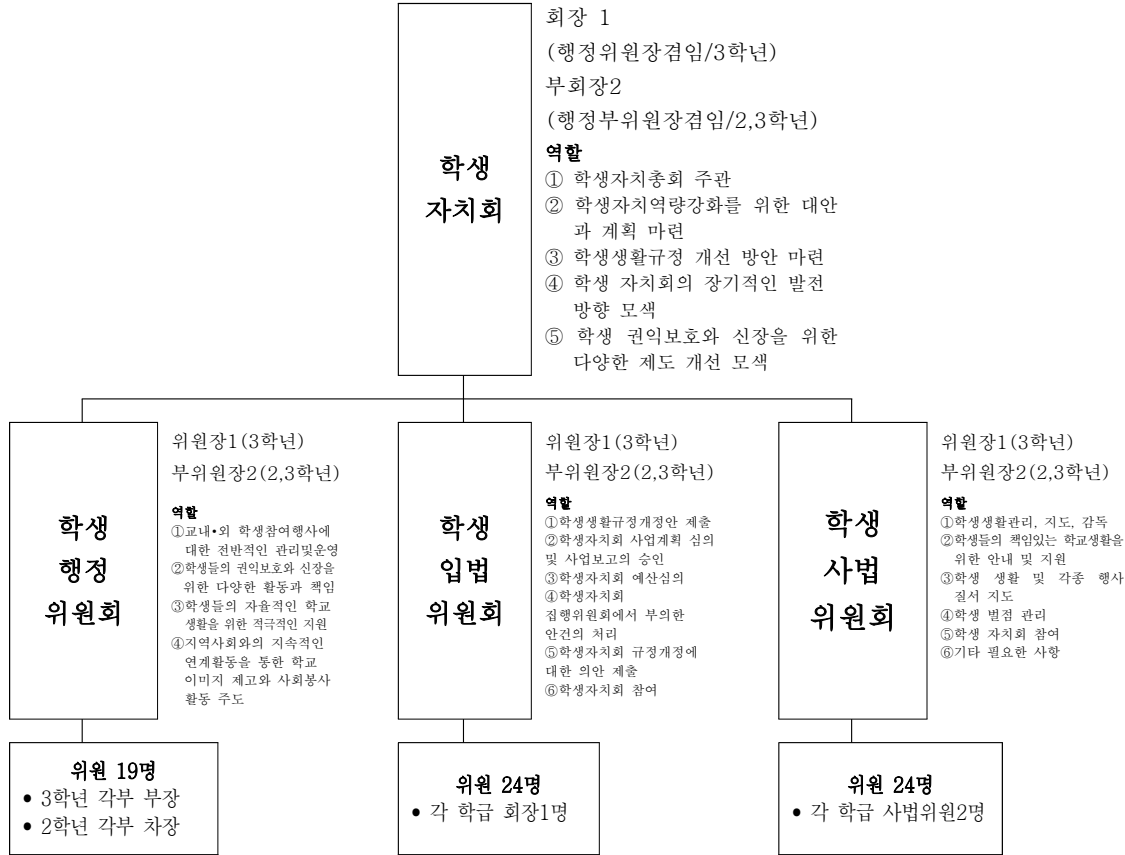 학생
자치회
회장 1
(행정위원장겸임/3학년)
부회장2
(행정부위원장겸임/2,3학년)
역할
① 학생자치총회 주관
② 학생자치역량강화를 위한 대안
과 계획 마련
③ 학생생활규정 개선 방안 마련
④ 학생 자치회의 장기적인 발전
방향 모색
⑤ 학생 권익보호와 신장을 위한
다양한 제도 개선 모색
학생
행정
위원회
위원장1(3학년)
부위원장2(2,3학년)
역할
①교내•외 학생참여행사에
대한 전반적인 관리및운영
②학생들의 권익보호와 신장을
위한 다양한 활동과 책임
③학생들의 자율적인 학교
생활을 위한 적극적인 지원
④지역사회와의 지속적인
연계활동을 통한 학교
이미지 제고와 사회봉사
활동 주도
학생
입법
위원회
위원장1(3학년)
부위원장2(2,3학년)
역할
①학생생활규정개정안 제출
②학생자치회 사업계획 심의
및 사업보고의 승인
③학생자치회 예산심의
④학생자치회
집행위원회에서 부의한
안건의 처리
⑤학생자치회 규정개정에
대한 의안 제출
⑥학생자치회 참여
학생
사법
위원회
위원장1(3학년)
부위원장2(2,3학년)
역할
①학생생활관리, 지도, 감독
②학생들의 책임있는 학교생활을
위한 안내 및 지원
③학생 생활 및 각종 행사
질서 지도
④학생 벌점 관리
⑤학생 자치회 참여
⑥기타 필요한 사항
위원 19명
• 3학년 각부 부장
• 2학년 각부 차장
위원 24명
• 각 학급 회장1명
위원 24명
• 각 학급 사법위원2명